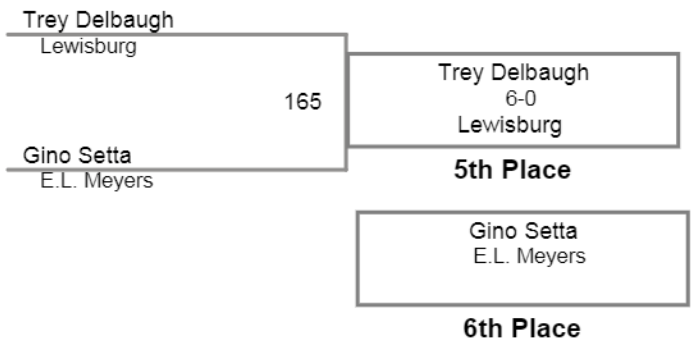 Trey Delbaugh
Lewisburg
165
Gino Setta
E.L. Meyers
Trey Delbaugh
6-0
Lewisburg
5th Place
Gino Setta
E.L. Meyers
6th Place